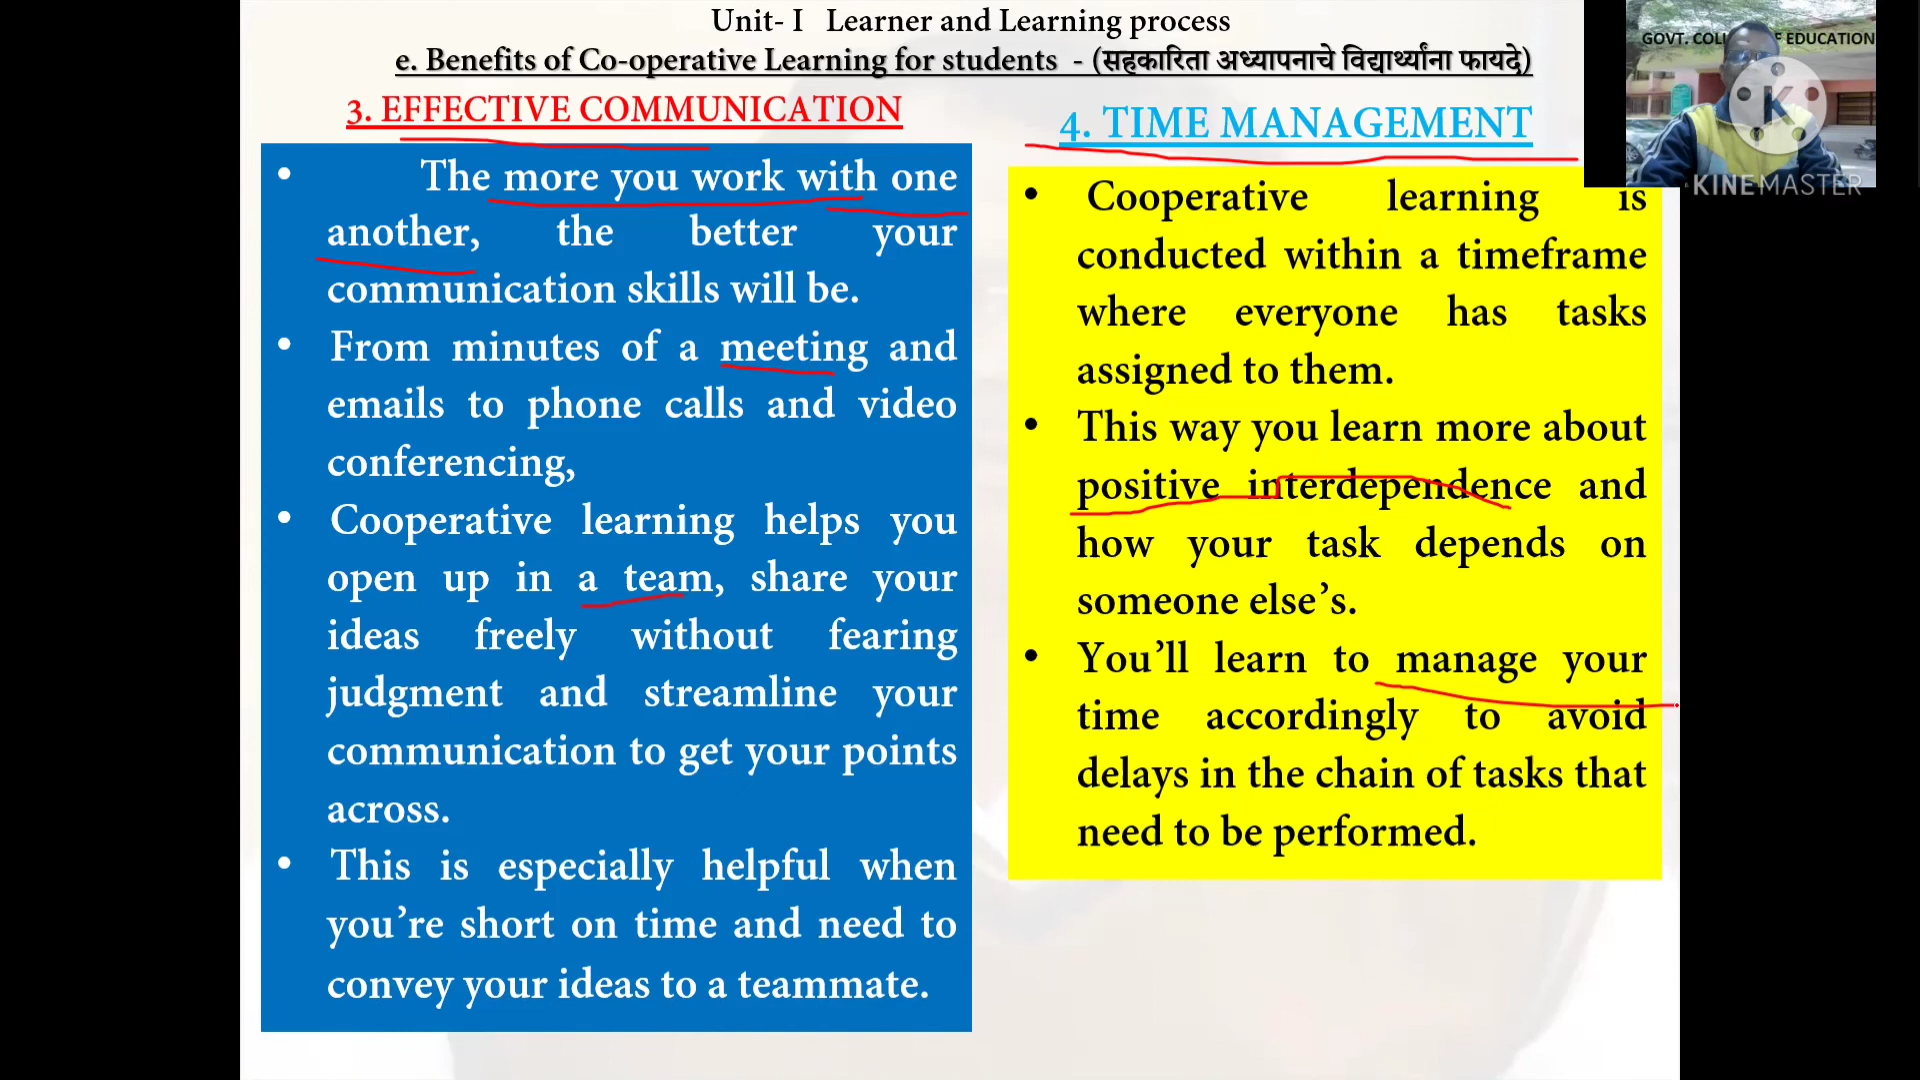 Unit- I Learner and Learning process
e. Benefits of Co-operative Learning for students - (सहकारिता अध्यापनाचे विद्यार्थ्यांना फायदे)
3. EFFECTIVE COMMUNICATION
• The more you work with one
another, the better your
communication skills will be.
• From minutes of a meeting and
emails to phone calls and video
conferencing,
• Cooperative learning helps you
open up in a team, share your
ideas freely without fearing
judgment and streamline your
communication to get your points
across.
• This is especially helpful when
you’re short on time and need to
convey your ideas to a teammate.
4. TIME MANAGEMENT
• Cooperative learning is
conducted within a timeframe
where everyone has tasks
assigned to them.
• This way you learn more about
positive interdependence and
how your task depends on
someone else’s.
• You’ll learn to manage your
time accordingly to avoid
delays in the chain of tasks that
need to be performed.
GOVT. COL F EDUCATION
K
KINEMASTER